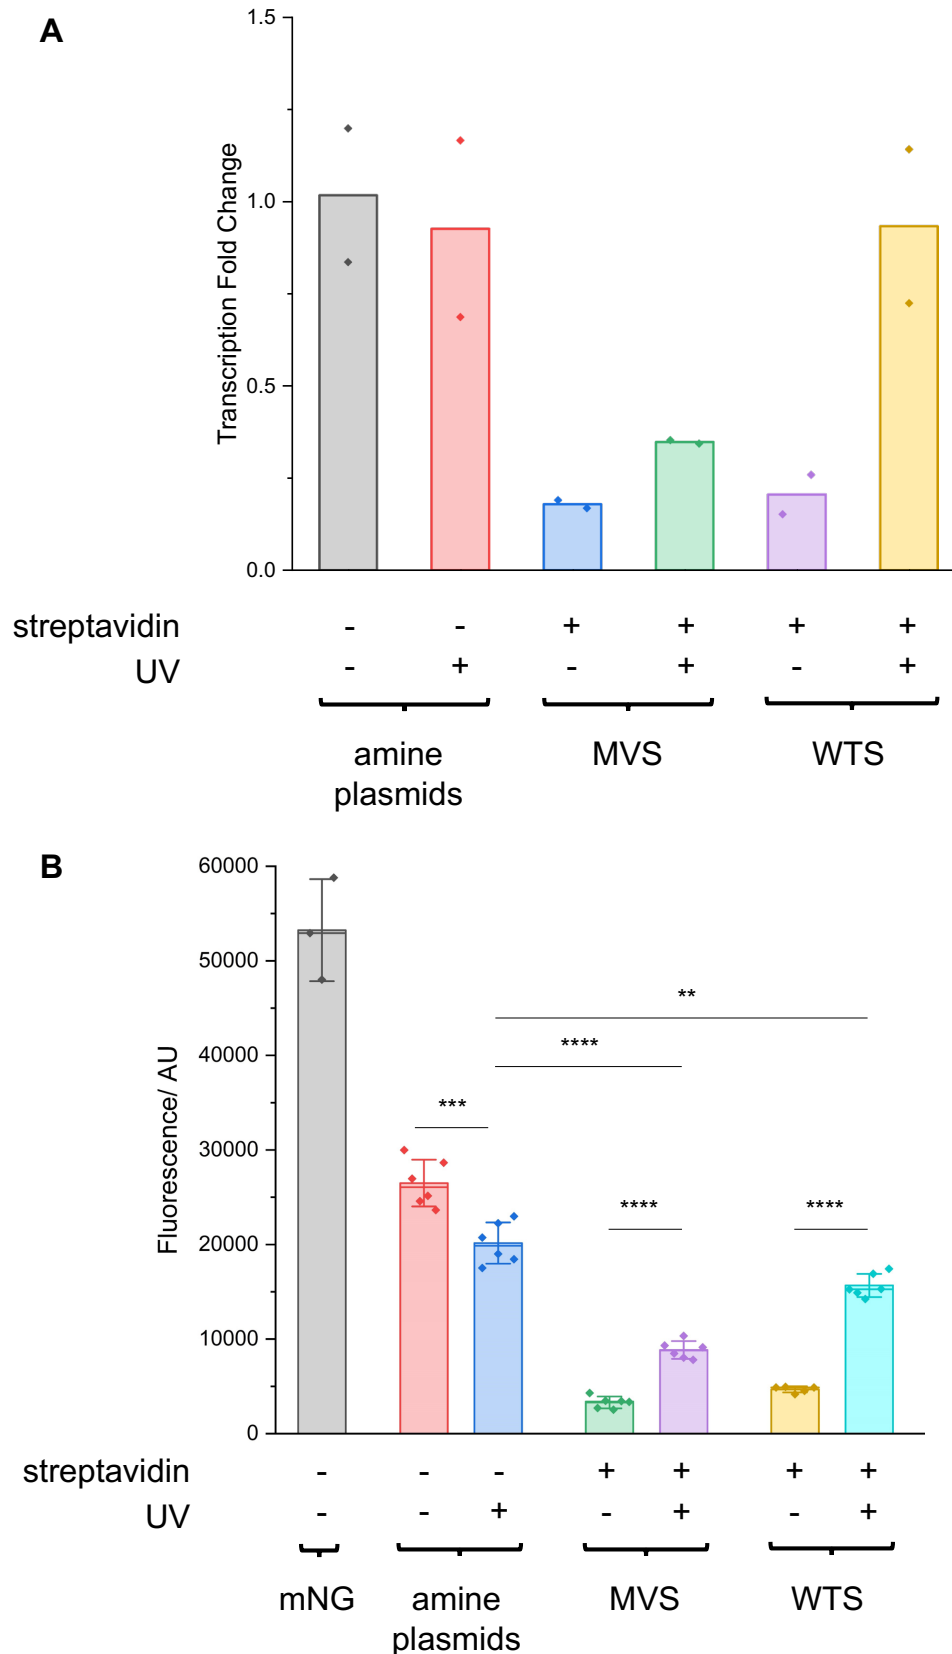 A
1.5
1.0
0.5
0.0
Transcription Fold Change
streptavidin - - + + + +
UV - + - + - +
amine plasmids MVS WTS
B
60000
50000
40000
30000
20000
10000
0
Fluorescence/ AU
**
****
***
**** ****
streptavidin - - - + + + +
UV - - + - + - +
mNG amine plasmids MVS WTS